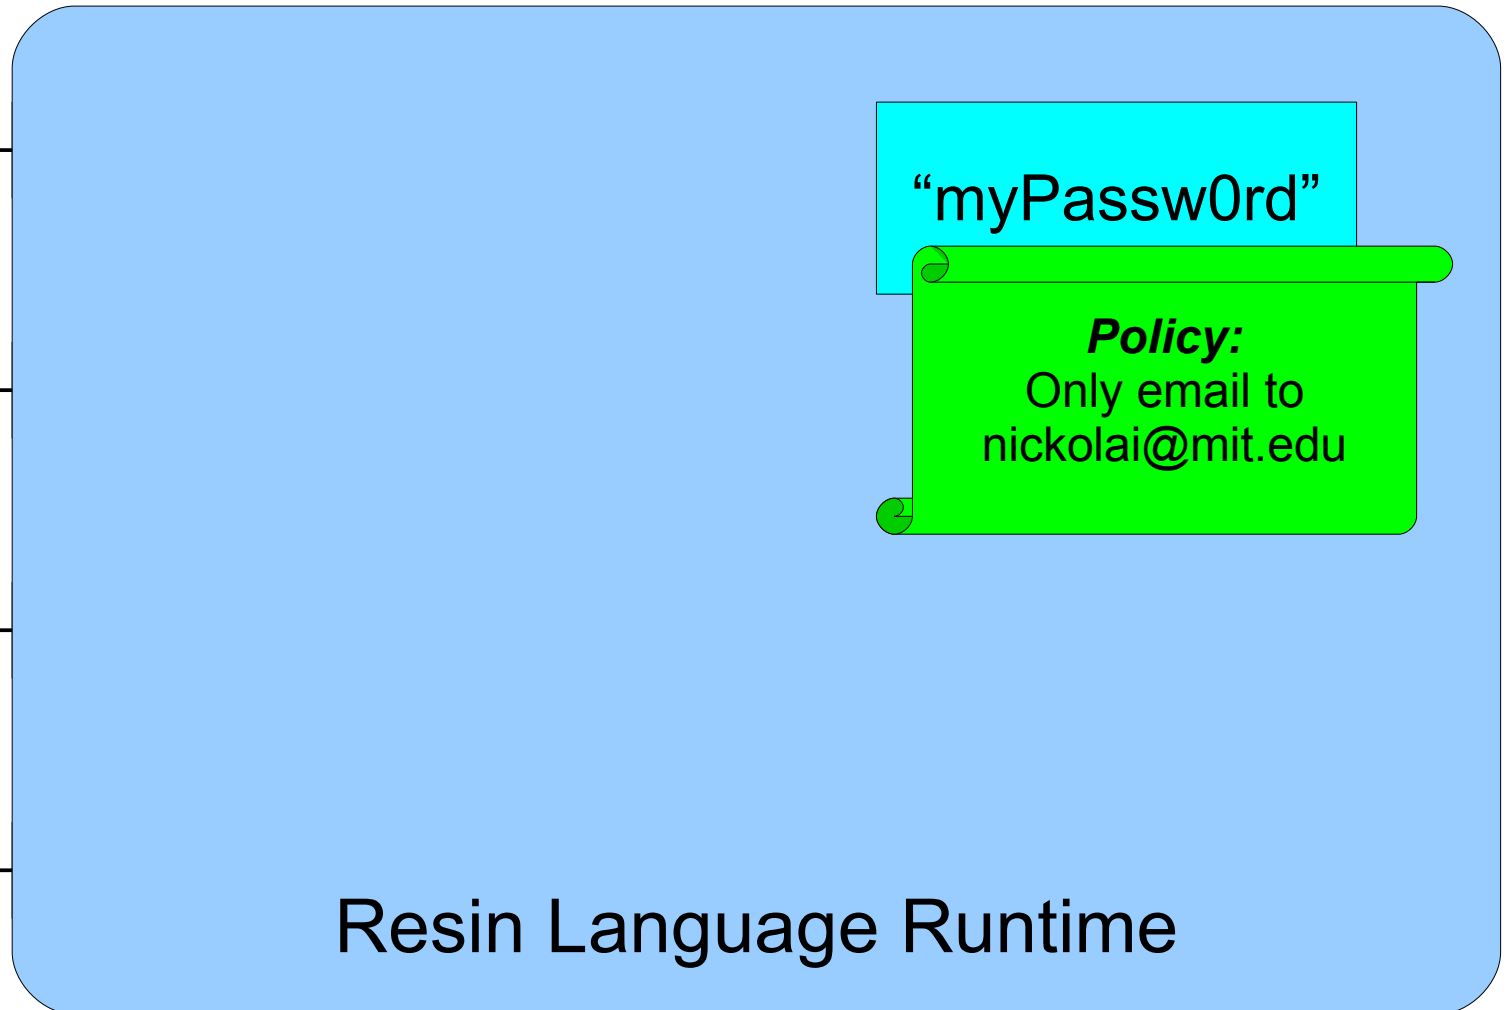 “myPassw0rd”
Policy:
Only email to
nickolai@mit.edu
Resin Language Runtime